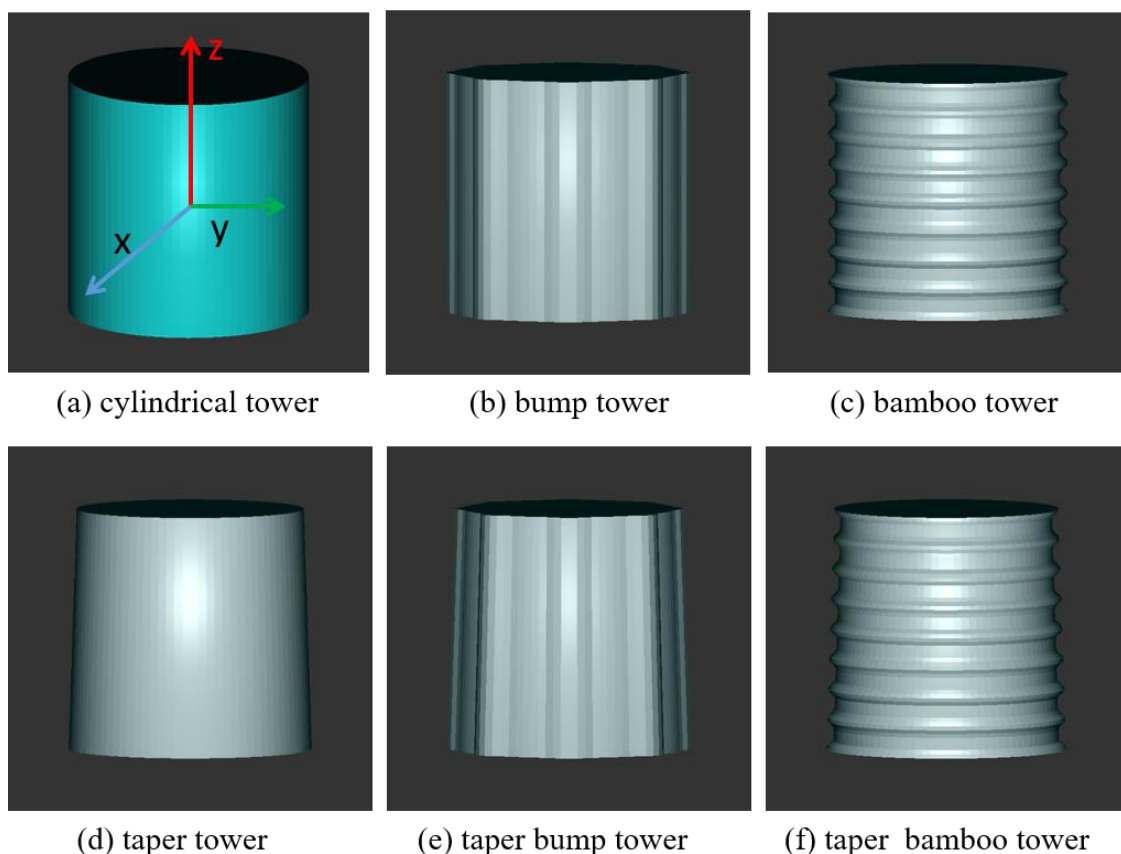 z
x
y
(a) cylindrical tower
(b) bump tower
(c) bamboo tower
(d) taper tower
(e) taper bump tower
(f) taper bamboo tower